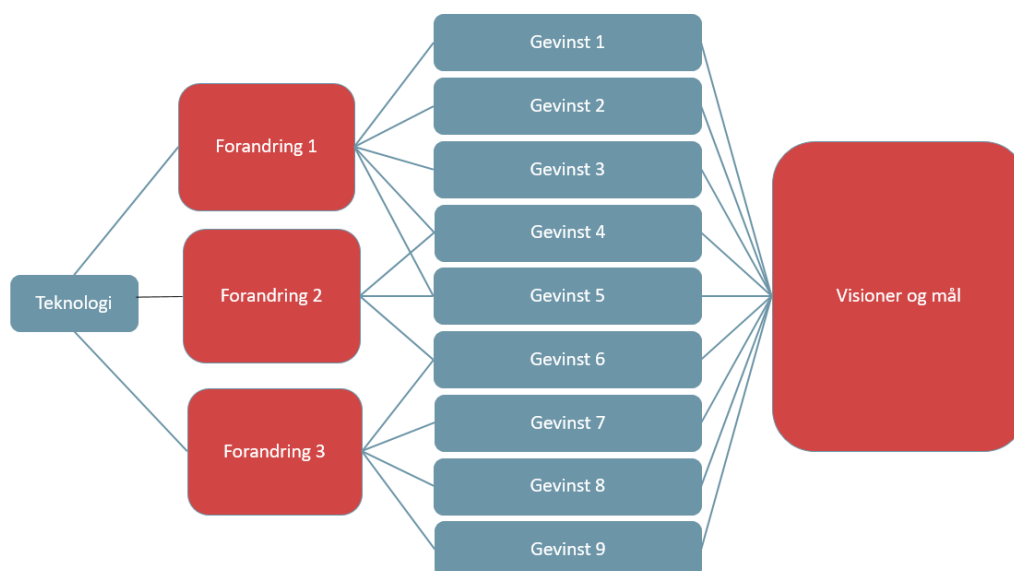 Teknologi
Forandring 1
Forandring 2
Forandring 3
Gevinst 1
Gevinst 2
Gevinst 3
Gevinst 4
Gevinst 5
Gevinst 6
Gevinst 7
Gevinst 8
Gevinst 9
Visioner og mål